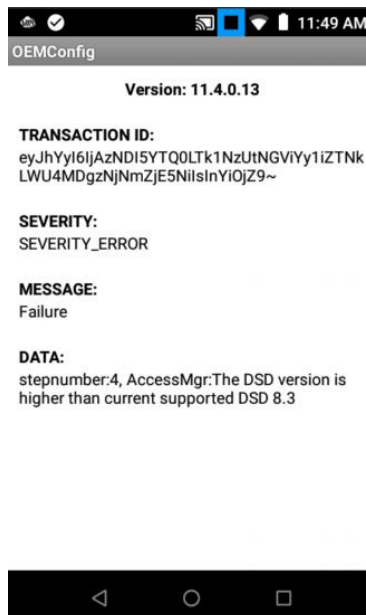 11:49 AM
OEMConfig
Version: 11.4.0.13
TRANSACTION ID:
eyJhYyI6IjAzNDI5YTQ0LTk1NzUtNGViYy1iZTNk
LWU4MDgzNjNmZjE5NiIsInYiOjZ9~
SEVERITY:
SEVERITY_ERROR
MESSAGE:
Failure
DATA:
stepnumber:4, AccessMgr:The DSD version is
higher than current supported DSD 8.3